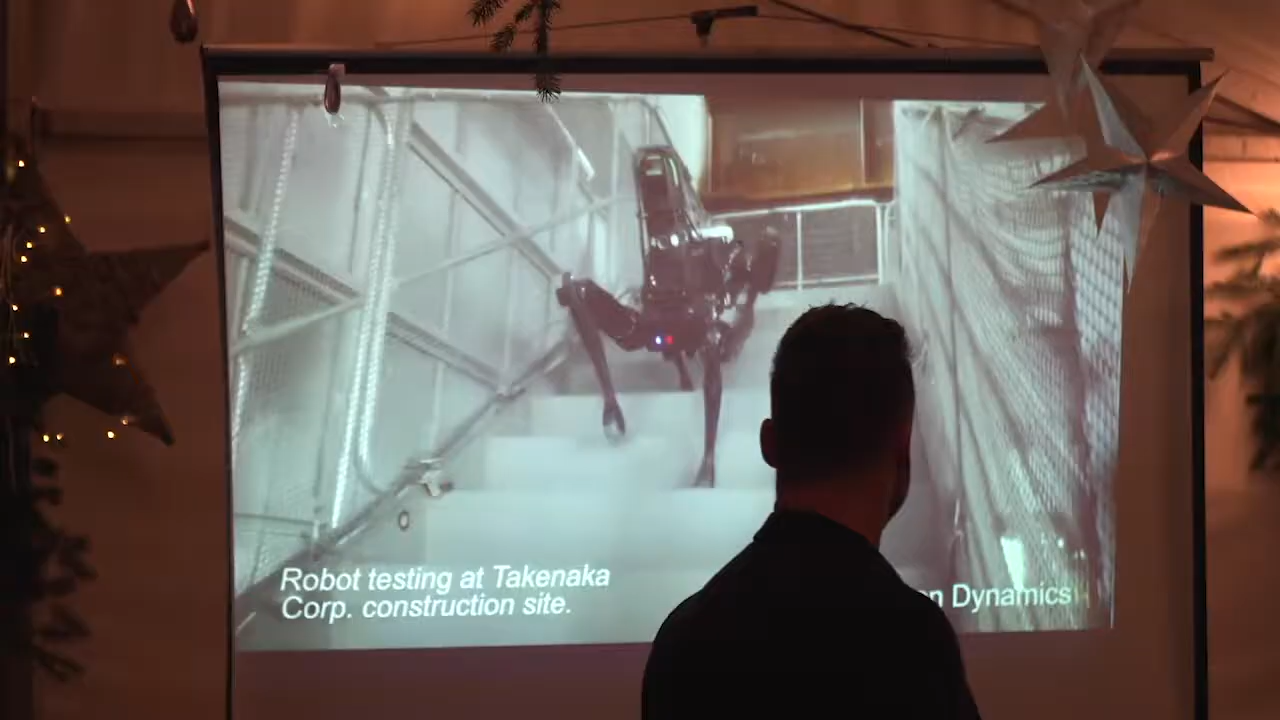 Robot testing at Takenaka
Corp. construction site.
n Dynamics